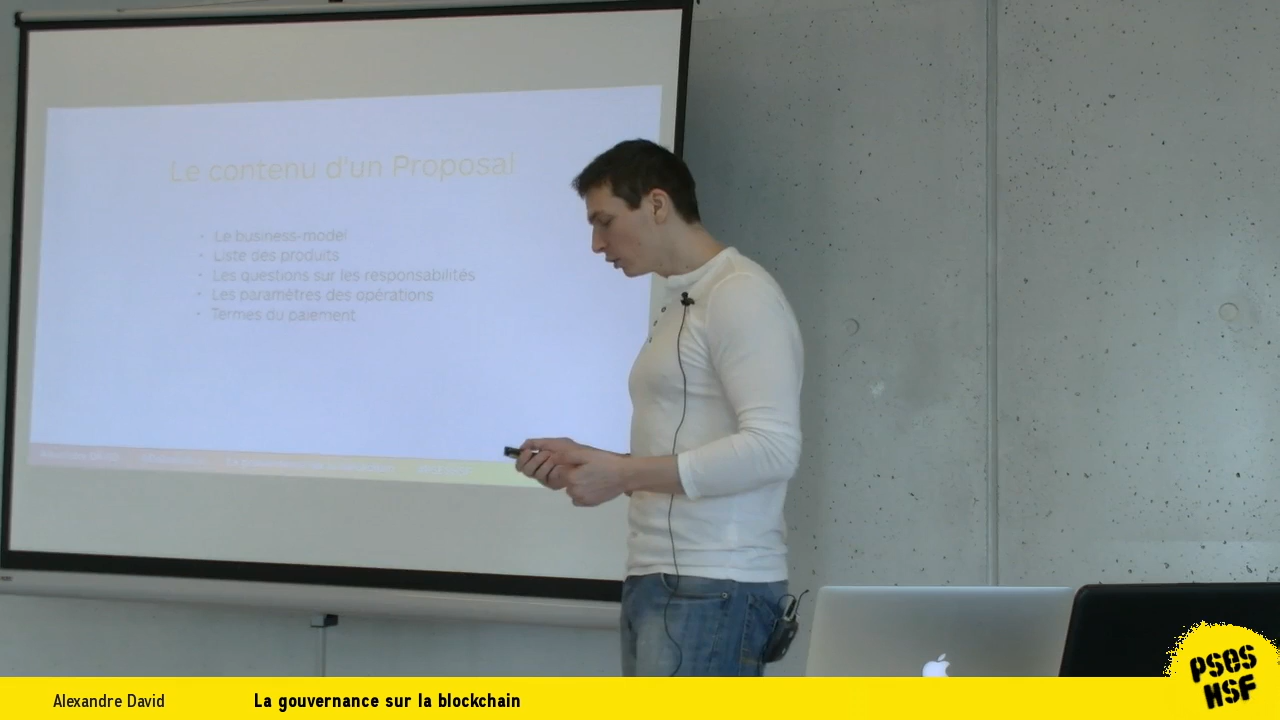 Le contenu d'un Proposal
· Le business-model
· Liste des produits
· Les questions sur les responsabilités
· Les paramètres des opérations
· Termes du paiement
Alexandre David La gouvernance sur la blockchain
PSES
HSF